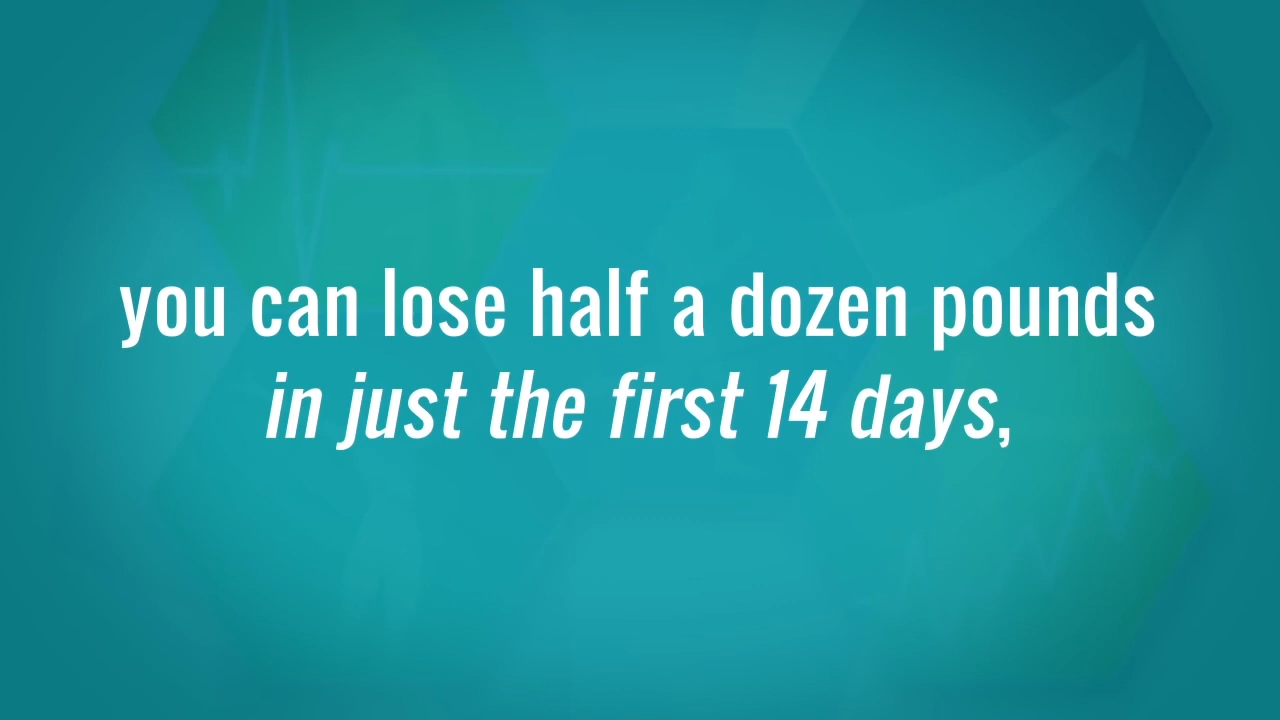 you can lose half a dozen pounds
in just the first 14 days,